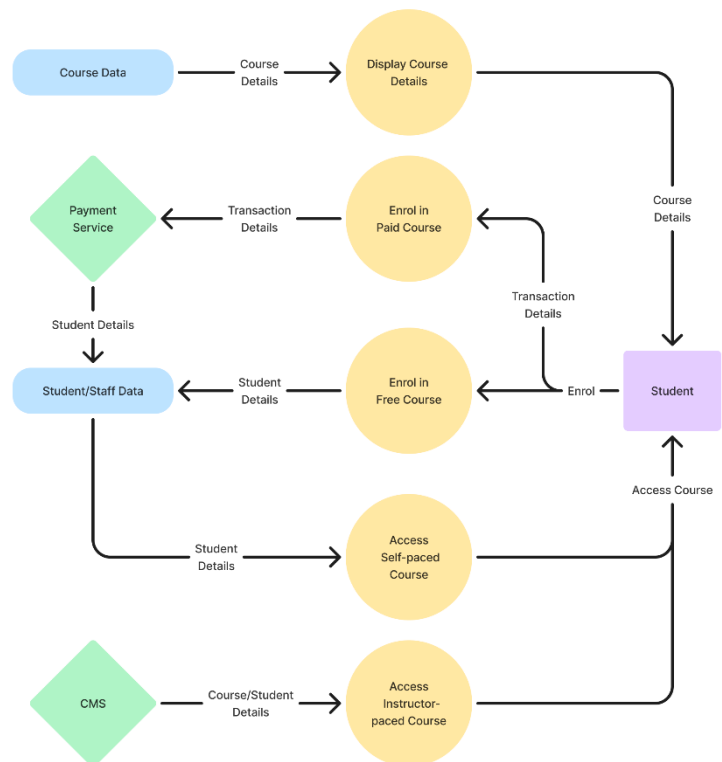 Course Data
Course
Details
Display Course
Details
Payment
Service
Transaction
Details
Enrol in
Paid Course
Course
Details
Transaction
Details
Student Details
Student/Staff Data
Student
Details
Enrol in
Free Course
Enrol
Student
Access Course
Student
Details
Access
Self-paced
Course
CMS
Course/Student
Details
Access
Instructor-
paced Course